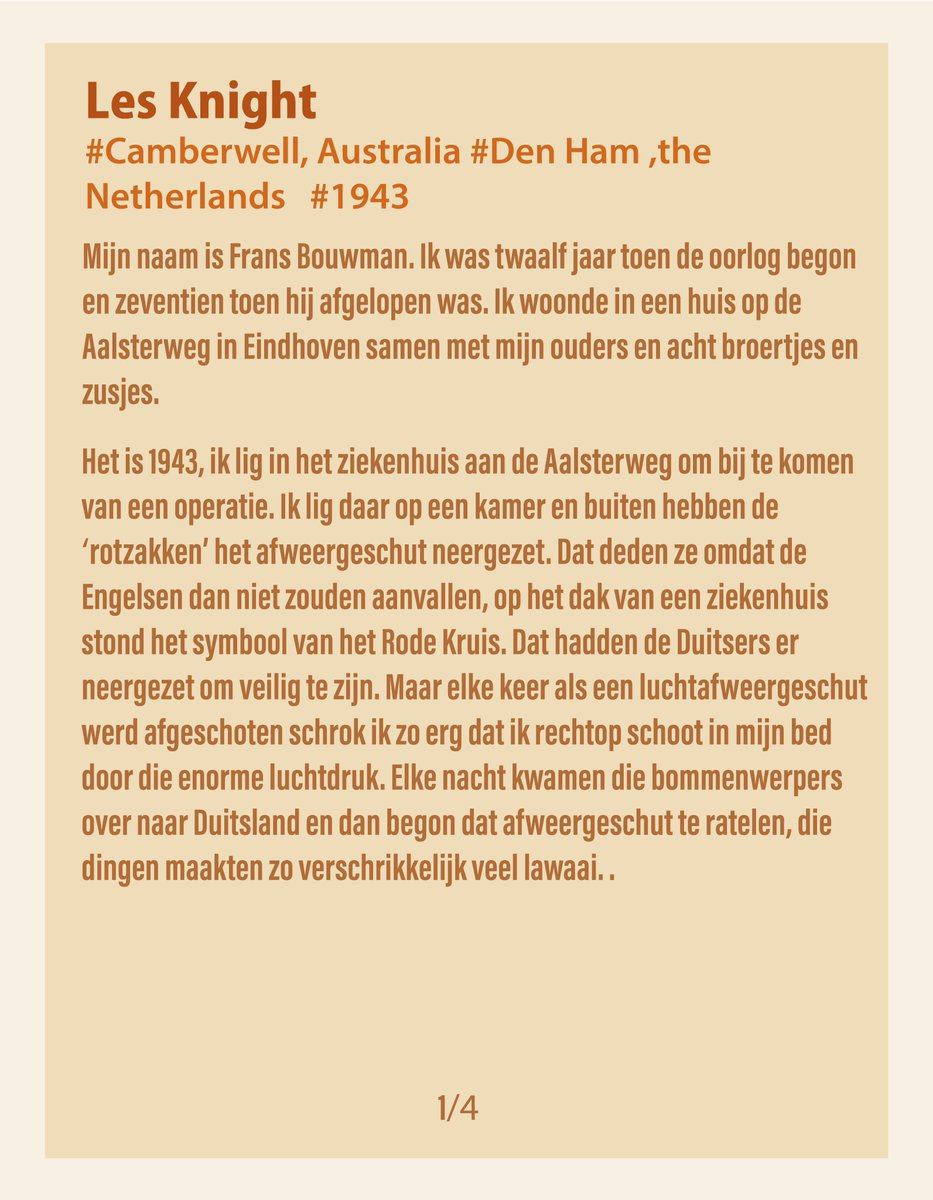 Les Knight
#Camberwell, Australia #Den Ham ,the
Netherlands #1943
Mijn naam is Frans Bouwman. Ik was twaalf jaar toen de oorlog begon
en zeventien toen hij afgelopen was. Ik woonde in een huis op de
Aalsterweg in Eindhoven samen met mijn ouders en acht broertjes en
zusjes.
Het is 1943, ik lig in het ziekenhuis aan de Aalsterweg om bij te komen
van een operatie. Ik lig daar op een kamer en buiten hebben de
‘rotzakken’ het afweergeschut neergezet. Dat deden ze omdat de
Engelsen dan niet zouden aanvallen, op het dak van een ziekenhuis
stond het symbool van het Rode Kruis. Dat hadden de Duitsers er
neergezet om veilig te zijn. Maar elke keer als een luchtafweergeschut
werd afgeschoten schrok ik zo erg dat ik rechtop schoot in mijn bed
door die enorme luchtdruk. Elke nacht kwamen die bommenwerpers
over naar Duitsland en dan begon dat afweergeschut te ratelen, die
dingen maakten zo verschrikkelijk veel lawaai. .
1/4